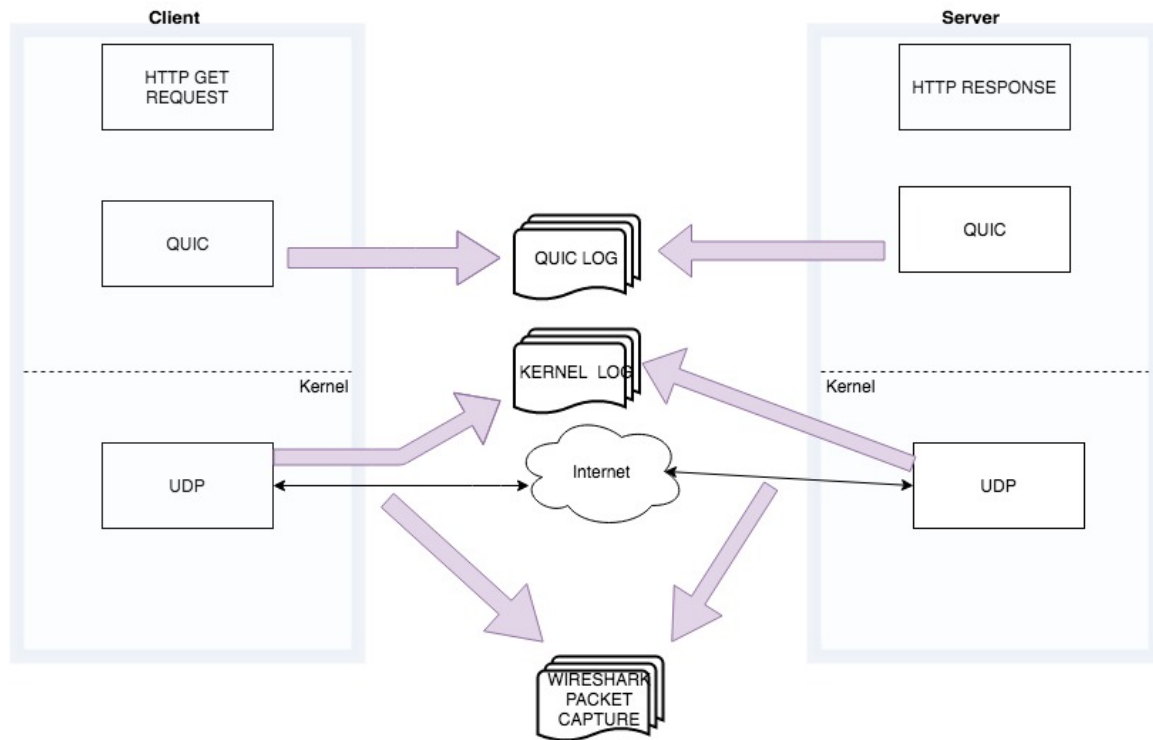 Client
Server
HTTP GET
REQUEST
HTTP RESPONSE
QUIC
QUIC LOG
QUIC
KERNEL LOG
Kernel
Kernel
UDP
Internet
UDP
WIRESHARK
PACKET
CAPTURE